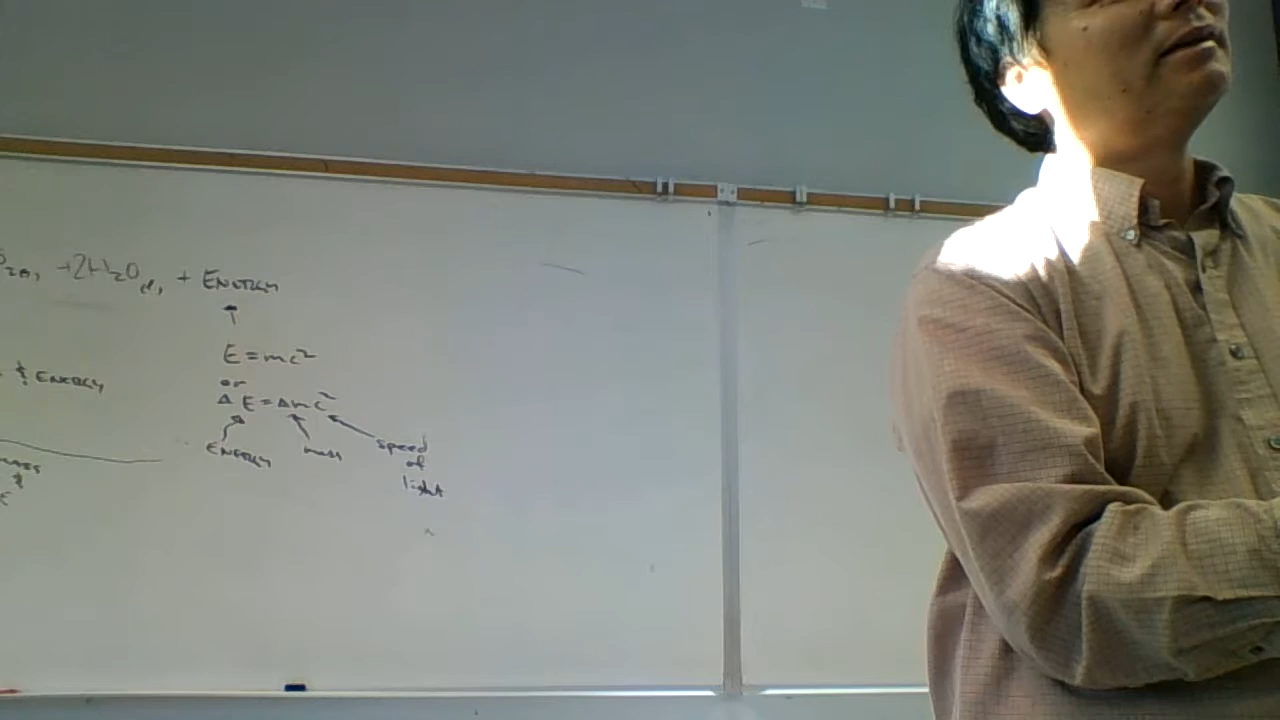 + 2H₂O(l) + ENERGY
E = mc²
& ENERGY
or
ΔE = Δmc²
ENERGY mass speed
of
light